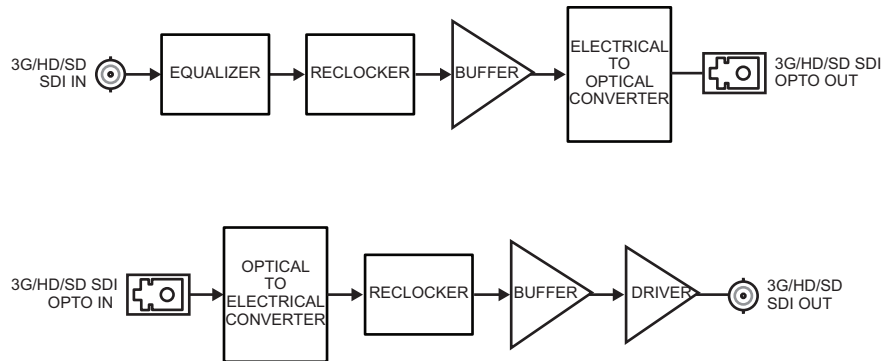 3G/HD/SD
SDI IN
EQUALIZER
RECLOCKER
BUFFER
ELECTRICAL
TO
OPTICAL
CONVERTER
3G/HD/SD SDI
OPTO OUT
3G/HD/SD SDI
OPTO IN
OPTICAL
TO
ELECTRICAL
CONVERTER
RECLOCKER
BUFFER
DRIVER
3G/HD/SD
SDI OUT